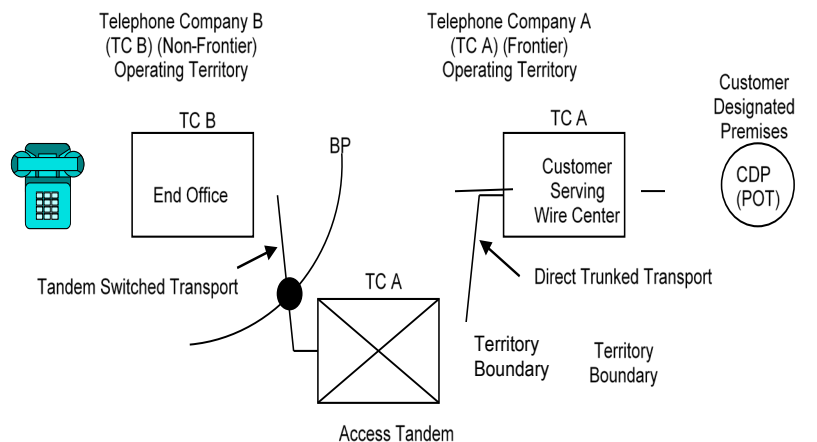 Telephone Company B
(TC B) (Non-Frontier)
Operating Territory
Telephone Company A
(TC A) (Frontier)
Operating Territory
Customer
Designated
Premises
TC B
End Office
BP
TC A
Customer
Serving
Wire Center
CDP
(POT)
Tandem Switched Transport
TC A
Direct Trunked Transport
Territory
Boundary
Territory
Boundary
Access Tandem